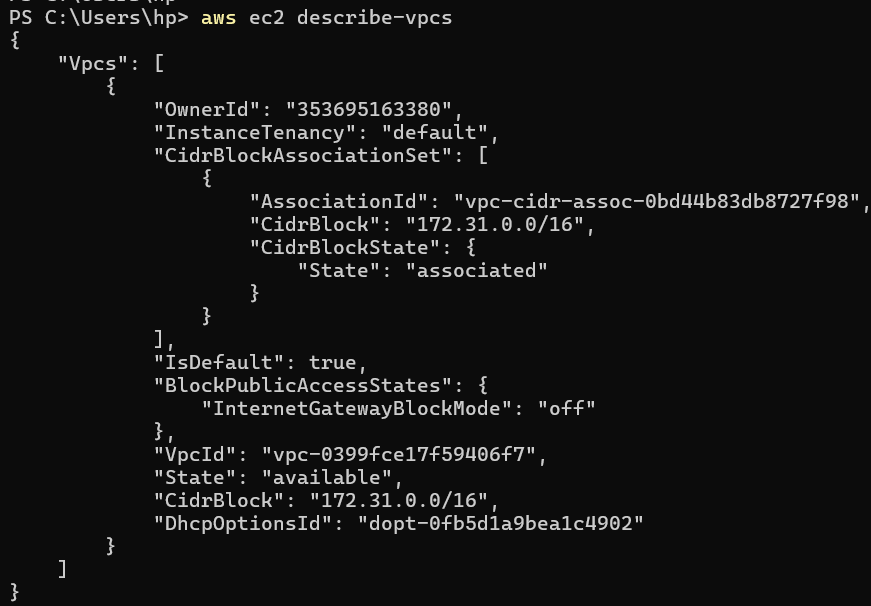 PS C:\Users\hp> aws ec2 describe-vpcs
{
    "Vpcs": [
        {
            "OwnerId": "353695163380",
            "InstanceTenancy": "default",
            "CidrBlockAssociationSet": [
                {
                    "AssociationId": "vpc-cidr-assoc-0bd44b83db8727f98",
                    "CidrBlock": "172.31.0.0/16",
                    "CidrBlockState": {
                        "State": "associated"
                    }
                }
            ],
            "IsDefault": true,
            "BlockPublicAccessStates": {
                "InternetGatewayBlockMode": "off"
            },
            "VpcId": "vpc-0399fce17f59406f7",
            "State": "available",
            "CidrBlock": "172.31.0.0/16",
            "DhcpOptionsId": "dopt-0fb5d1a9bea1c4902"
        }
    ]
}